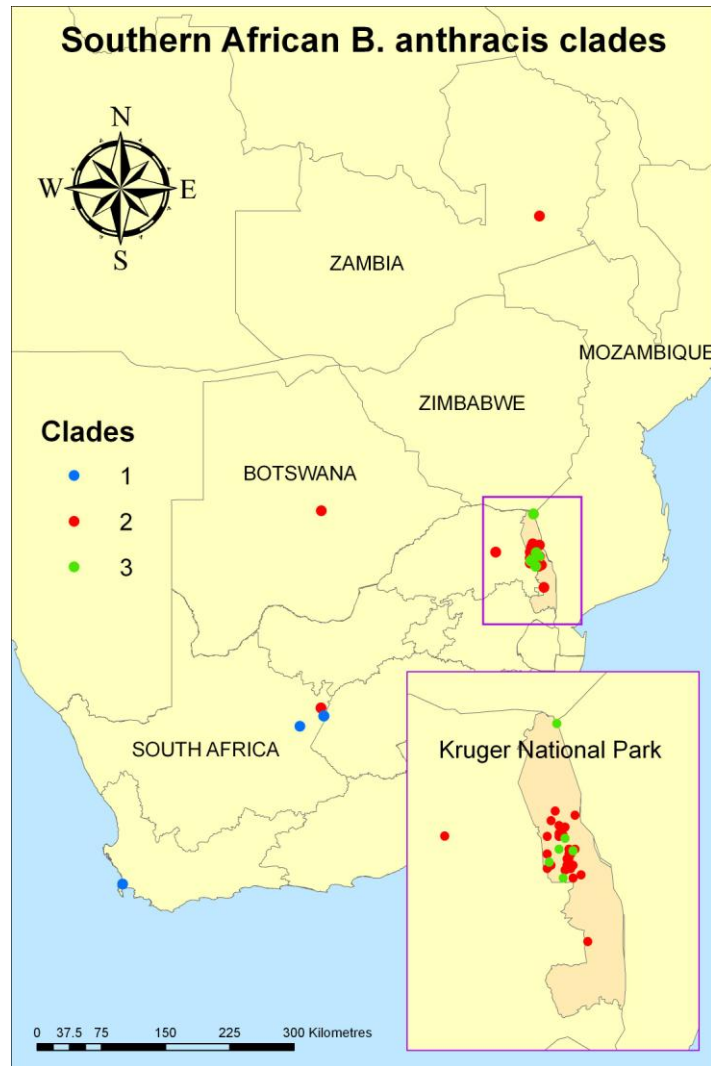 Southern African B. anthracis clades
N
W E
S
ZAMBIA
MOZAMBIQUE
ZIMBABWE
Clades
1
BOTSWANA
2
3
SOUTH AFRICA
Kruger National Park
0 37.5 75 150 225 300 Kilometres